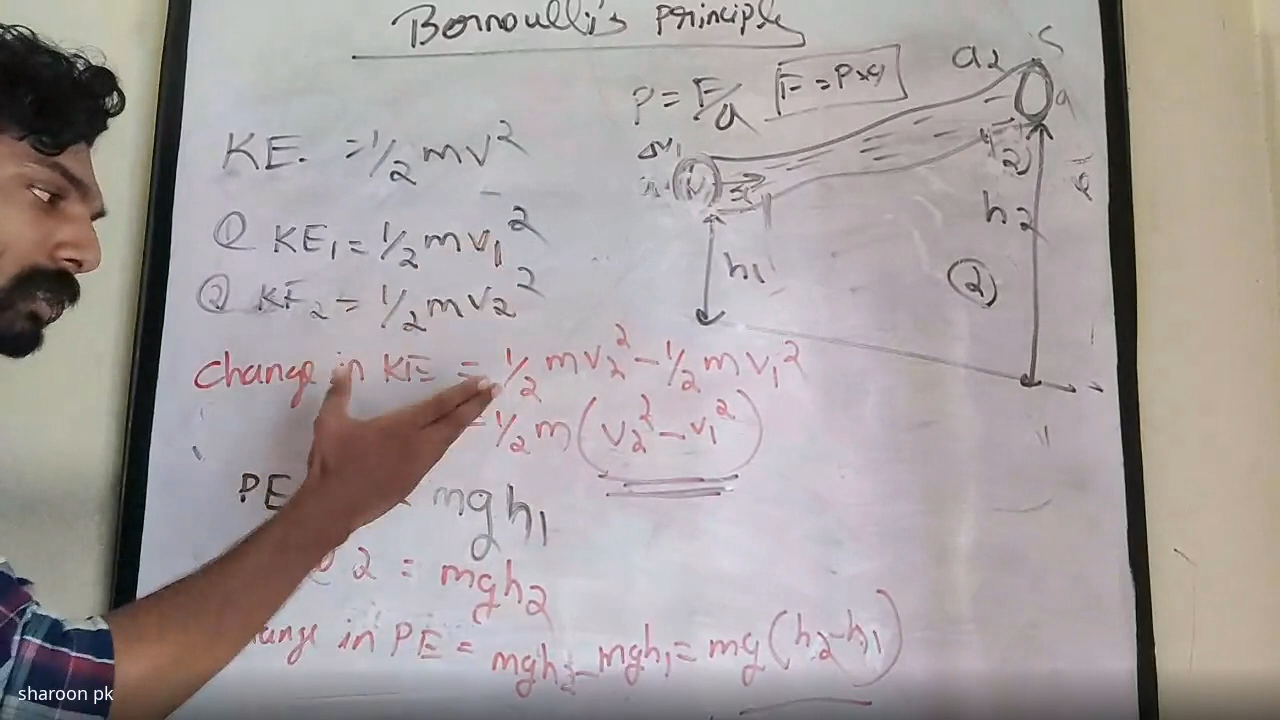 Bernoulli's principle
P = F/a F = P×a
KE. = 1/2 mv²
① KE₁ = 1/2 mv₁²
② KE₂ = 1/2 mv₂²
change in KE = 1/2 mv₂² - 1/2 mv₁²
= 1/2 m (v₂² - v₁²)
PE mgh₁
2 = mgh₂
change in PE = mgh₂ - mgh₁ = mg(h₂-h₁)
a₂
a
h₁
h₂
②
sharoon pk